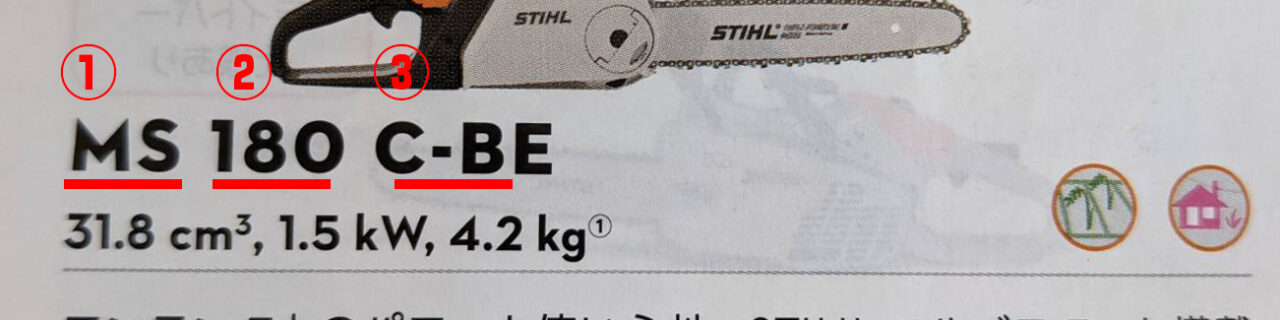 STIHL
STIHL
① ② ③
MS 180 C-BE
31.8 cm³, 1.5 kW, 4.2 kg①